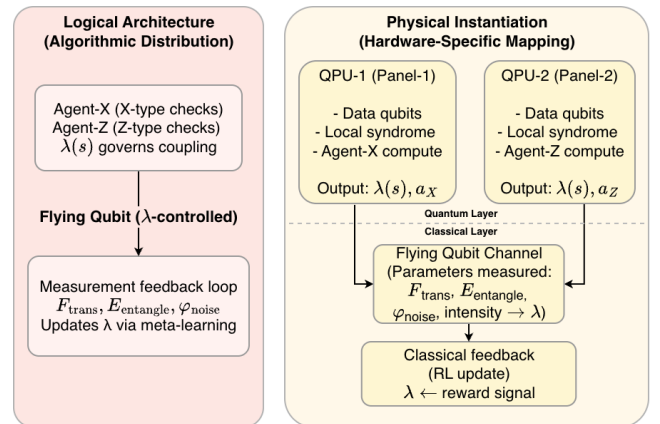 Logical Architecture
(Algorithmic Distribution)
Agent-X (X-type checks)
Agent-Z (Z-type checks)
λ(s) governs coupling
Flying Qubit (λ-controlled)
Measurement feedback loop
F_trans, E_entangle, φ_noise
Updates λ via meta-learning
Physical Instantiation
(Hardware-Specific Mapping)
QPU-1 (Panel-1)
- Data qubits
- Local syndrome
- Agent-X compute
Output: λ(s), a_X
QPU-2 (Panel-2)
- Data qubits
- Local syndrome
- Agent-Z compute
Output: λ(s), a_Z
Quantum Layer
Classical Layer
Flying Qubit Channel
(Parameters measured:
F_trans, E_entangle,
φ_noise, intensity → λ)
Classical feedback
(RL update)
λ ← reward signal